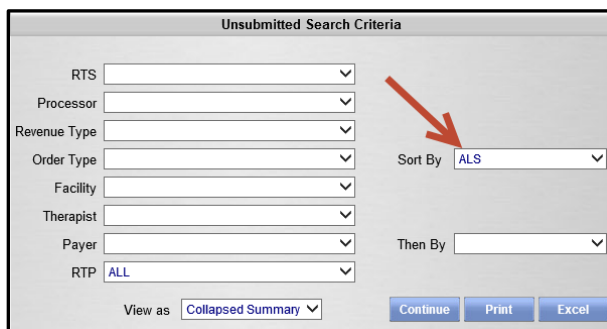 Unsubmitted Search Criteria
RTS
Processor
Revenue Type
Order Type
Sort By ALS
Facility
Therapist
Payer
Then By
RTP ALL
View as Collapsed Summary
Continue Print Excel